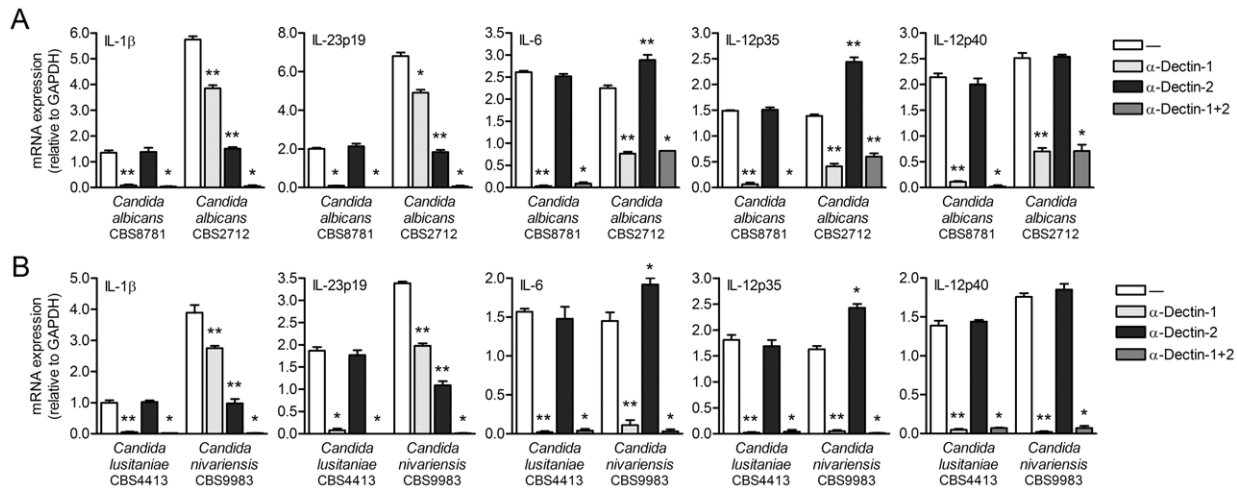 A
mRNA expression
(relative to GAPDH)
IL-1β
6.0
5.0
4.0
3.0
2.0
1.0
0.0
** * ** ** *
Candida
albicans
CBS8781
Candida
albicans
CBS2712
IL-23p19
8.0
6.0
4.0
2.0
0.0
* * * ** *
Candida
albicans
CBS8781
Candida
albicans
CBS2712
IL-6
3.5
3.0
2.5
2.0
1.5
1.0
0.5
0.0
** * ** ** *
Candida
albicans
CBS8781
Candida
albicans
CBS2712
IL-12p35
3.0
2.5
2.0
1.5
1.0
0.5
0.0
** * ** ** **
Candida
albicans
CBS8781
Candida
albicans
CBS2712
IL-12p40
3.0
2.5
2.0
1.5
1.0
0.5
0.0
** * ** *
Candida
albicans
CBS8781
Candida
albicans
CBS2712
—
α-Dectin-1
α-Dectin-2
α-Dectin-1+2
B
mRNA expression
(relative to GAPDH)
IL-1β
5.0
4.0
3.0
2.0
1.0
0.0
** * ** ** *
Candida
lusitaniae
CBS4413
Candida
nivariensis
CBS9983
IL-23p19
3.5
3.0
2.5
2.0
1.5
1.0
0.5
0.0
* * ** ** *
Candida
lusitaniae
CBS4413
Candida
nivariensis
CBS9983
IL-6
2.0
1.5
1.0
0.5
0.0
** * ** * *
Candida
lusitaniae
CBS4413
Candida
nivariensis
CBS9983
IL-12p35
3.0
2.5
2.0
1.5
1.0
0.5
0.0
** * ** * *
Candida
lusitaniae
CBS4413
Candida
nivariensis
CBS9983
IL-12p40
2.0
1.5
1.0
0.5
0.0
** * ** *
Candida
lusitaniae
CBS4413
Candida
nivariensis
CBS9983
—
α-Dectin-1
α-Dectin-2
α-Dectin-1+2